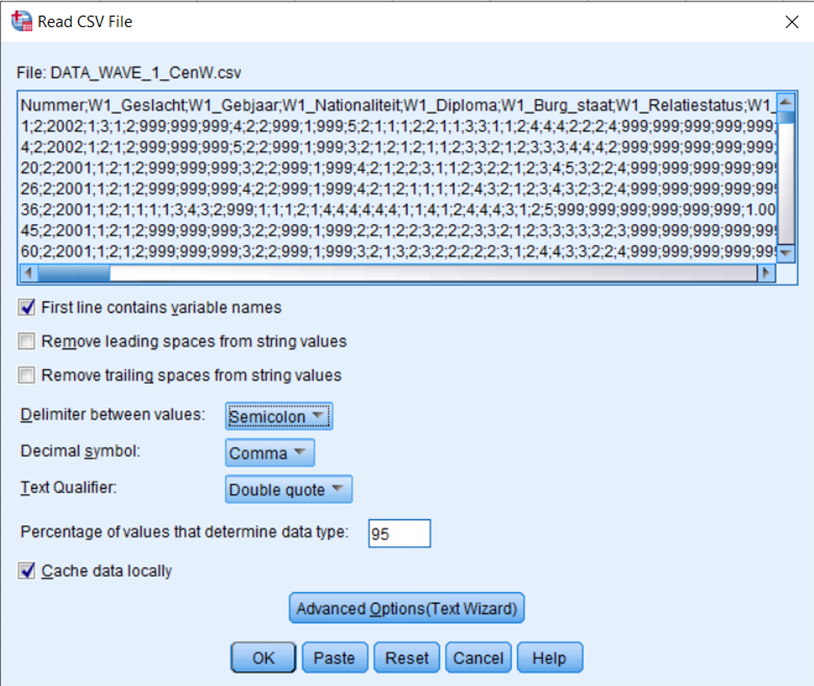 Read CSV File
File: DATA_WAVE_1_CenW.csv
Nummer;W1_Geslacht;W1_Gebjaar;W1_Nationaliteit;W1_Diploma;W1_Burg_staat;W1_Relatiestatus;W1_
1;2;2002;1;3;1;2;999;999;999;4;2;2;999;1;999;5;2;1;1;1;2;2;1;1;3;3;1;1;2;4;4;4;2;2;2;4;999;999;999;999;999;
4;2;2002;1;2;1;2;999;999;999;5;2;2;999;1;999;3;2;1;2;1;2;1;1;2;3;3;2;1;2;3;3;3;4;4;4;2;999;999;999;999;999;
20;2;2001;1;2;1;2;999;999;999;3;2;2;999;1;999;4;2;1;2;2;3;1;1;2;3;2;2;1;2;3;4;5;3;2;2;4;999;999;999;999;99
26;2;2001;1;2;1;2;999;999;999;4;2;2;999;1;999;4;2;1;2;1;1;1;1;2;4;3;2;1;2;3;4;3;2;3;2;4;999;999;999;999;99
36;2;2001;1;2;1;1;1;1;3;4;3;2;999;1;1;1;2;1;4;4;4;4;4;4;1;1;4;1;2;4;4;4;3;1;2;5;999;999;999;999;999;999;1.00
45;2;2001;1;2;1;2;999;999;999;3;2;2;999;1;999;2;2;1;2;2;3;2;2;2;3;3;2;1;2;3;3;3;3;3;2;3;999;999;999;999;99
60;2;2001;1;2;1;2;999;999;999;3;2;2;999;1;999;3;2;1;3;2;3;2;2;2;2;3;1;2;4;4;3;3;2;2;4;999;999;999;999;999
First line contains variable names
Remove leading spaces from string values
Remove trailing spaces from string values
Delimiter between values: Semicolon
Decimal symbol: Comma
Text Qualifier: Double quote
Percentage of values that determine data type: 95
Cache data locally
Advanced Options(Text Wizard)
OK Paste Reset Cancel Help